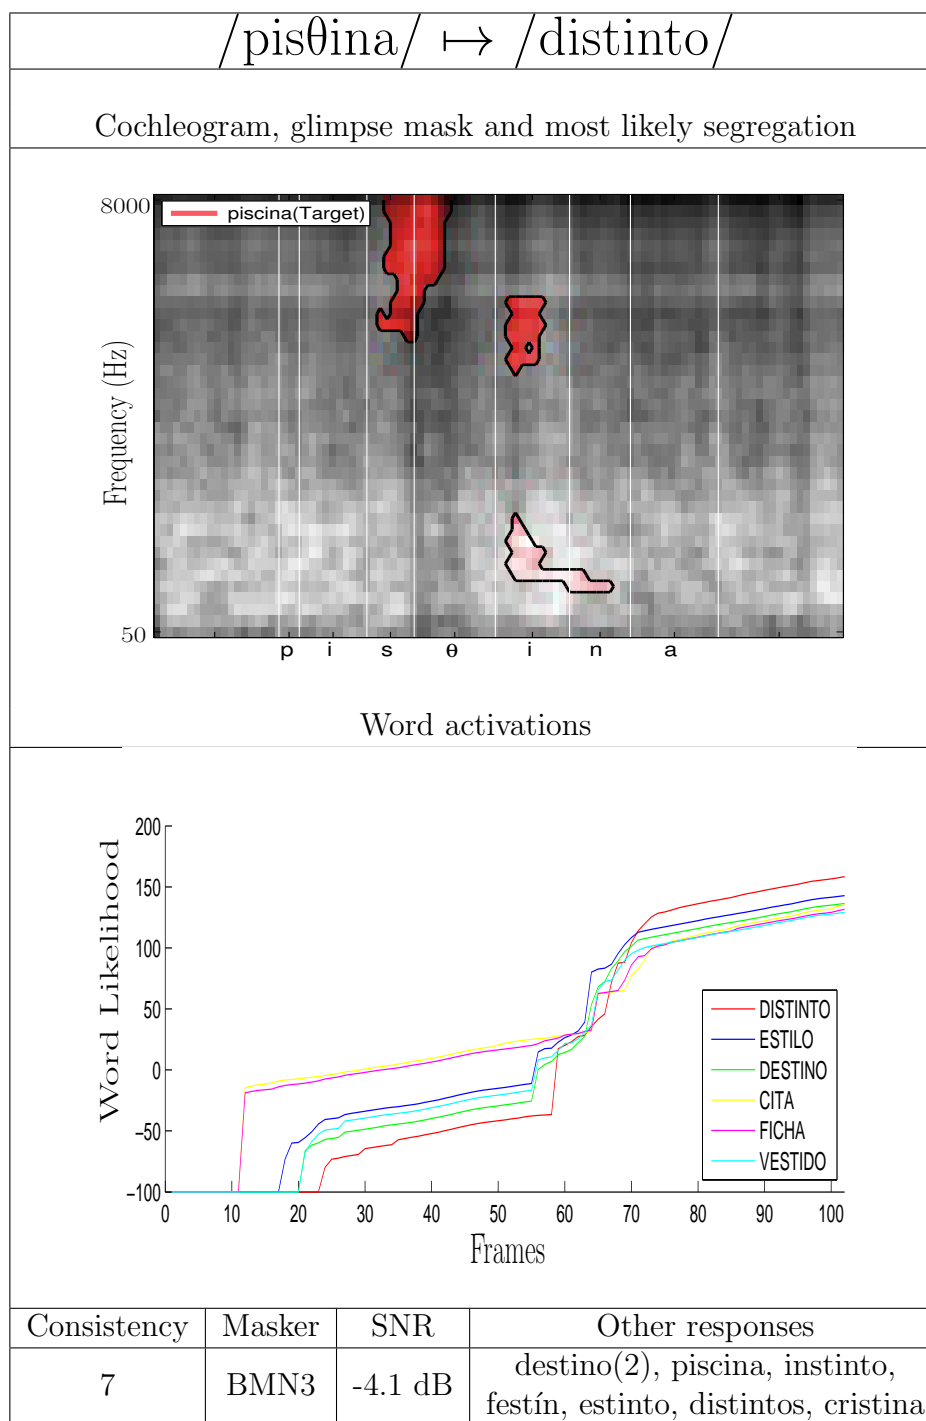 /pisθina/ ↦ /distinto/
Cochleogram, glimpse mask and most likely segregation
8000
piscina(Target)
Frequency (Hz)
50
p i s θ i n a
Word activations
200
150
100
50
0
−50
−100
Word Likelihood
DISTINTO
ESTILO
DESTINO
CITA
FICHA
VESTIDO
0 10 20 30 40 50 60 70 80 90 100
Frames
Consistency Masker SNR Other responses
7 BMN3 -4.1 dB destino(2), piscina, instinto,
festín, estinto, distintos, cristina